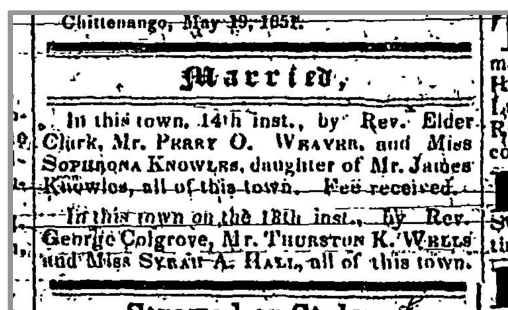 Chittenango, May 19, 1851.
Married,
In this town, 14th inst., by Rev. Elder
Clark, Mr. PERRY O. WEAVER, and Miss
SOPHRONA KNOWLES, daughter of Mr. James
Knowles, all of this town. Fee received.
In this town on the 18th inst., by Rev.
George Colgrove, Mr. THURSTON K. WELLS
and Miss SYRAH A. HALL, all of this town.